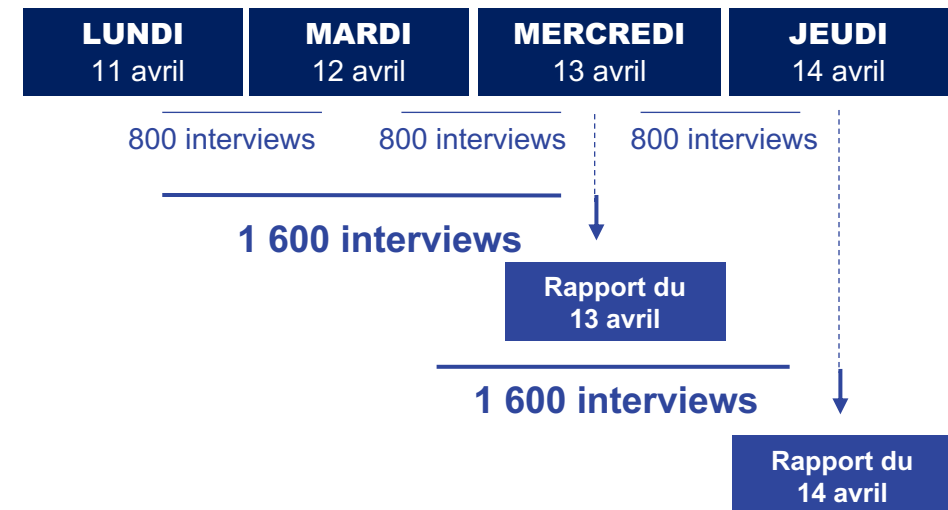 LUNDI
11 avril
MARDI
12 avril
MERCREDI
13 avril
JEUDI
14 avril
800 interviews
800 interviews
800 interviews
1 600 interviews
Rapport du
13 avril
1 600 interviews
Rapport du
14 avril